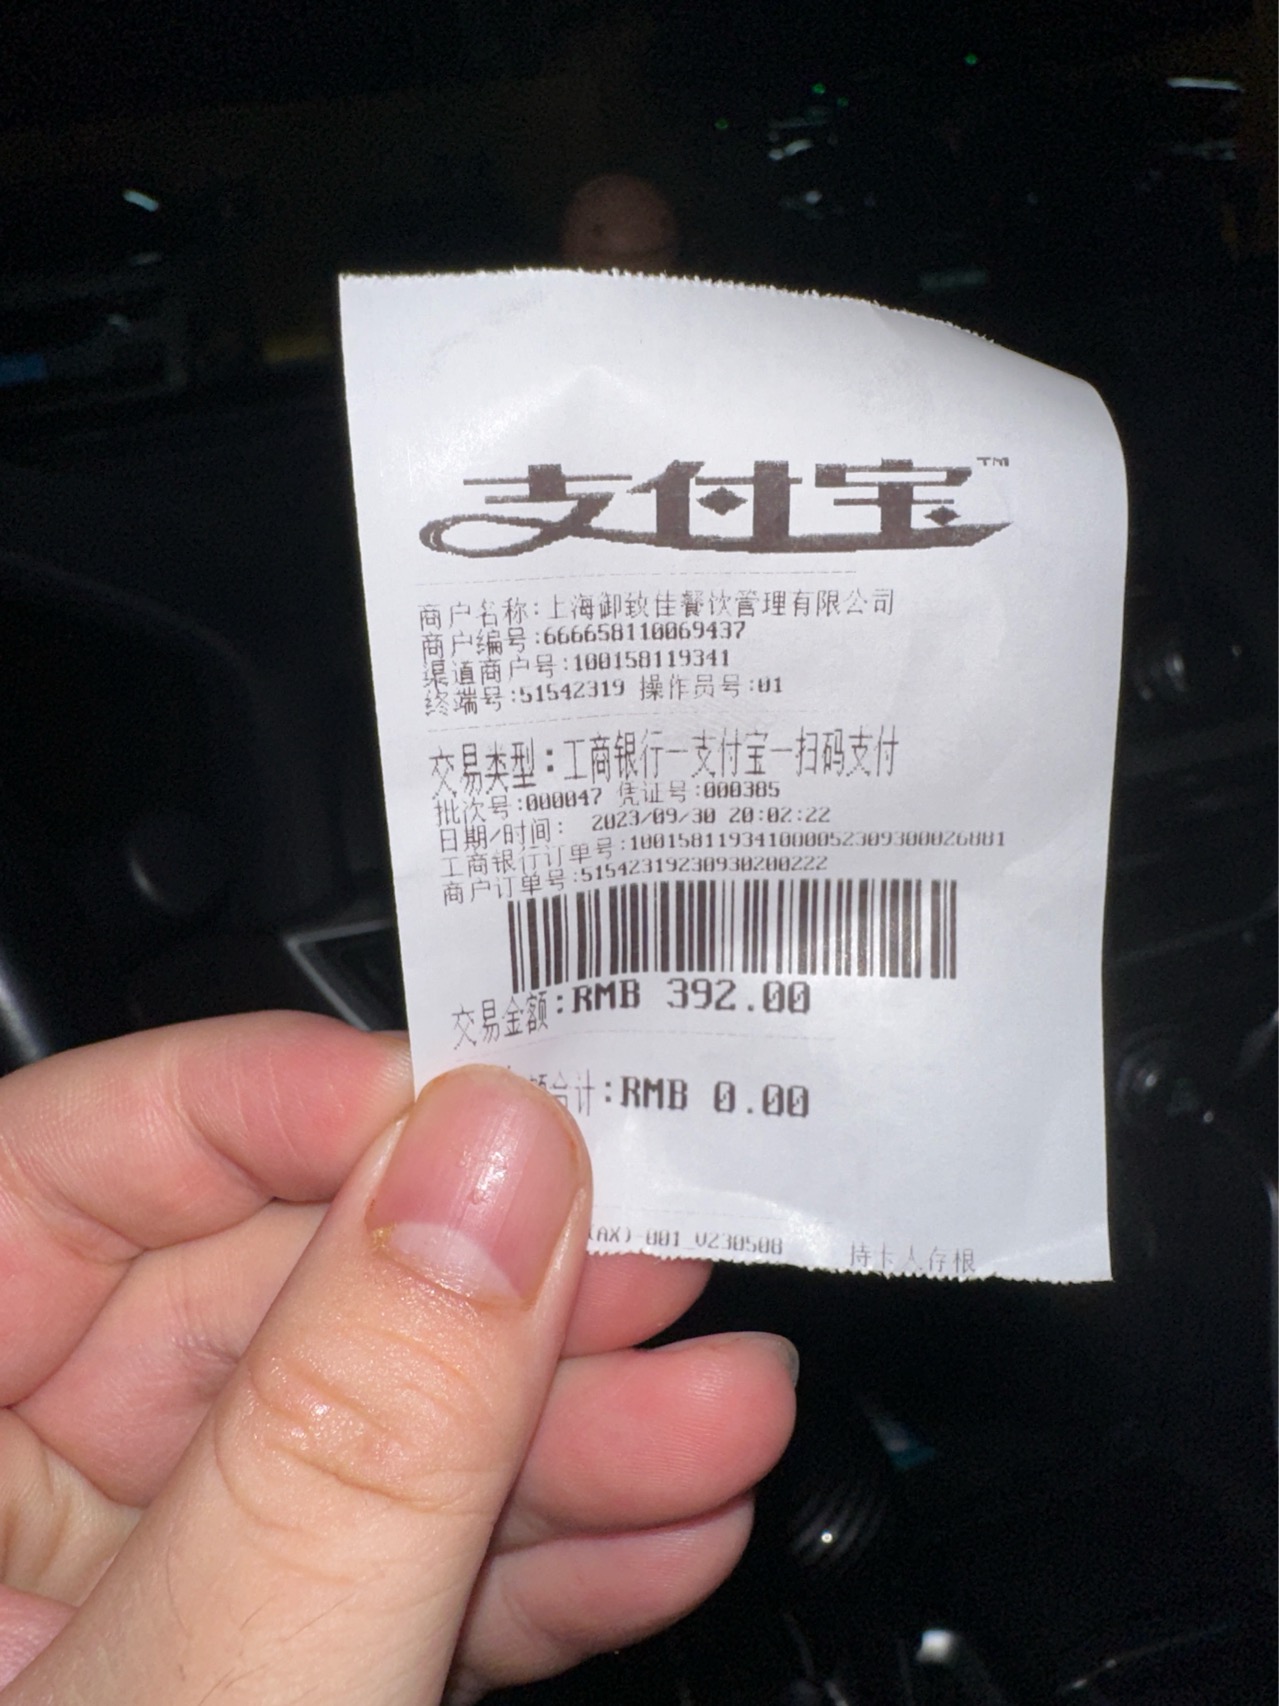 支付宝™
商户名称:上海御致佳餐饮管理有限公司
商户编号:666658110069437
渠道商户号:100158119341
终端号:51542319 操作员号:01
交易类型:工商银行-支付宝-扫码支付
批次号:000047 凭证号:000385
日期/时间: 2023/09/30 20:02:22
工商银行订单号:100158119341000052309300026881
商户订单号:51542319230930200222
交易金额:RMB 392.00
额合计:RMB 0.00
(AX)-001_V230508 持卡人存根